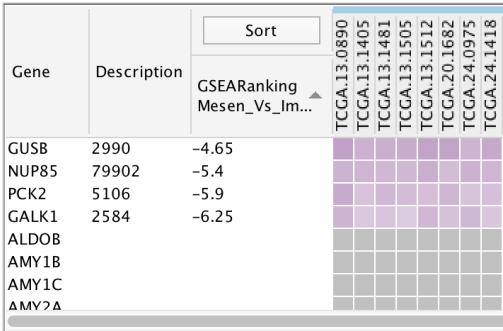 Sort
Gene Description GSEARanking Mesen_Vs_Im...
TCGA.13.0890
TCGA.13.1405
TCGA.13.1481
TCGA.13.1505
TCGA.13.1512
TCGA.20.1682
TCGA.24.0975
TCGA.24.1418
GUSB 2990 -4.65
NUP85 79902 -5.4
PCK2 5106 -5.9
GALK1 2584 -6.25
ALDOB
AMY1B
AMY1C
AMY2A